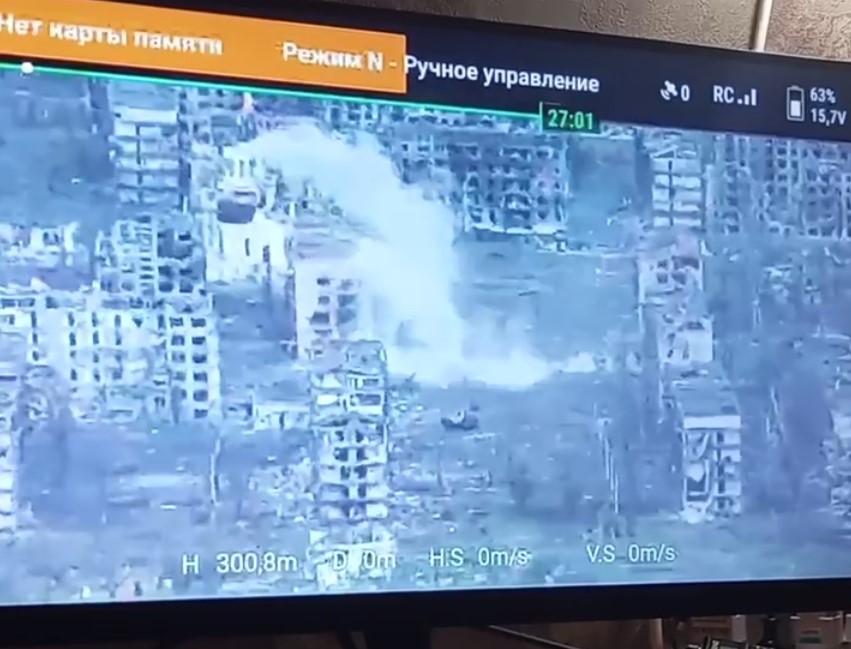 Нет карты памяти
Режим N - Ручное управление
0
RC
63%
15,7V
27:01
H 300,8m D 0m H.S 0m/s V.S 0m/s